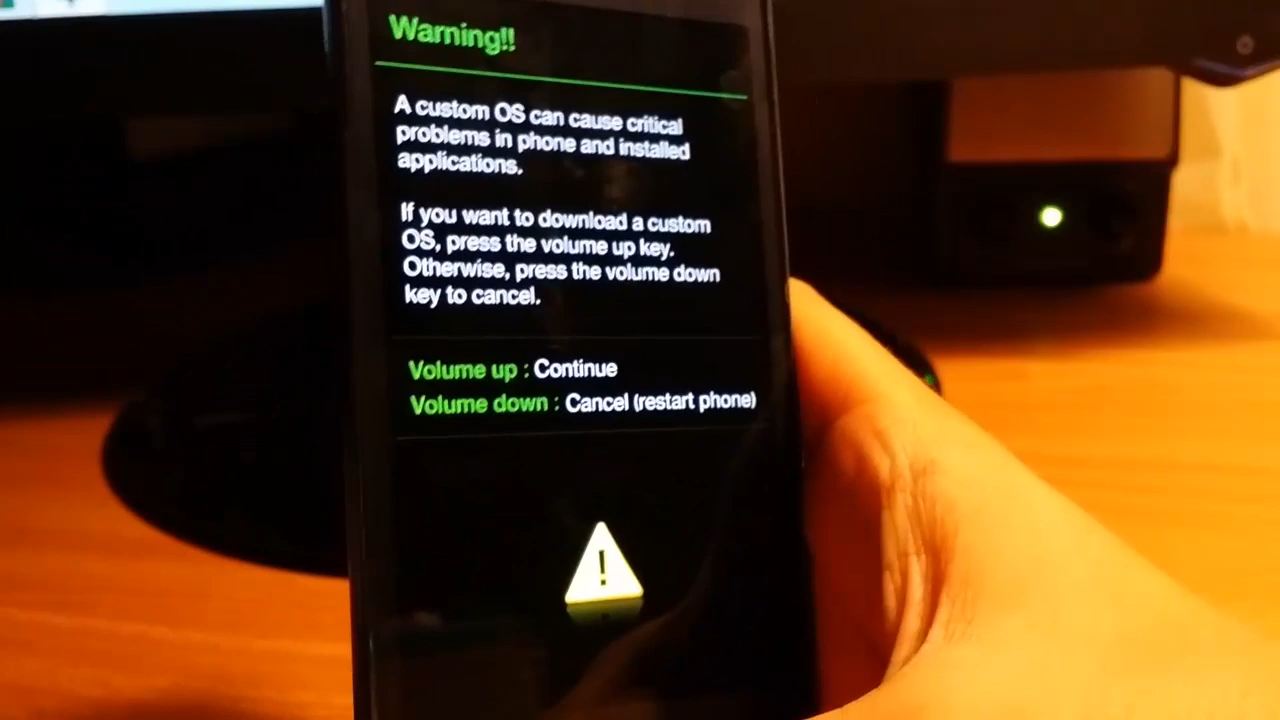 Warning!!
A custom OS can cause critical
problems in phone and installed
applications.
If you want to download a custom
OS, press the volume up key.
Otherwise, press the volume down
key to cancel.
Volume up : Continue
Volume down : Cancel (restart phone)
!